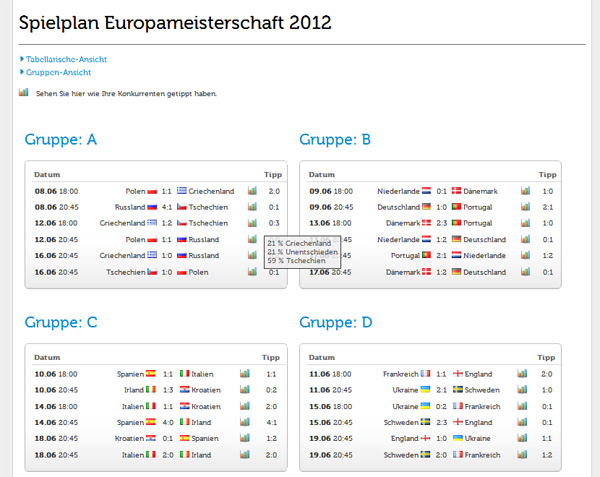 Spielplan Europameisterschaft 2012
Tabellarische-Ansicht
Gruppen-Ansicht
Sehen Sie hier wie Ihre Konkurrenten getippt haben.
Gruppe: A
Datum Tipp
08.06 18:00 Polen 1:1 Griechenland 2:0
08.06 20:45 Russland 4:1 Tschechien 0:1
12.06 18:00 Griechenland 1:2 Tschechien 0:3
12.06 20:45 Polen 1:1 Russland
16.06 20:45 Griechenland 1:0 Russland
16.06 20:45 Tschechien 1:0 Polen 0:1
21 % Griechenland
21 % Unentschieden
59 % Tschechien
Gruppe: B
Datum Tipp
09.06 18:00 Niederlande 0:1 Dänemark 1:0
09.06 20:45 Deutschland 1:0 Portugal 2:1
13.06 18:00 Dänemark 2:3 Portugal 1:0
Niederlande 1:2 Deutschland 0:1
Portugal 2:1 Niederlande 1:2
17.06 20:45 Dänemark 1:2 Deutschland 0:1
Gruppe: C
Datum Tipp
10.06 18:00 Spanien 1:1 Italien 1:1
10.06 20:45 Irland 1:3 Kroatien 0:2
14.06 18:00 Italien 1:1 Kroatien 2:0
14.06 20:45 Spanien 4:0 Irland 4:1
18.06 20:45 Kroatien 0:1 Spanien 1:2
18.06 20:45 Italien 2:0 Irland 2:0
Gruppe: D
Datum Tipp
11.06 18:00 Frankreich 1:1 England 2:0
11.06 20:45 Ukraine 2:1 Schweden 1:0
15.06 18:00 Ukraine 0:2 Frankreich 0:1
15.06 20:45 Schweden 2:3 England 0:1
19.06 20:45 England 1:0 Ukraine 1:1
19.06 20:45 Schweden 2:0 Frankreich 1:2